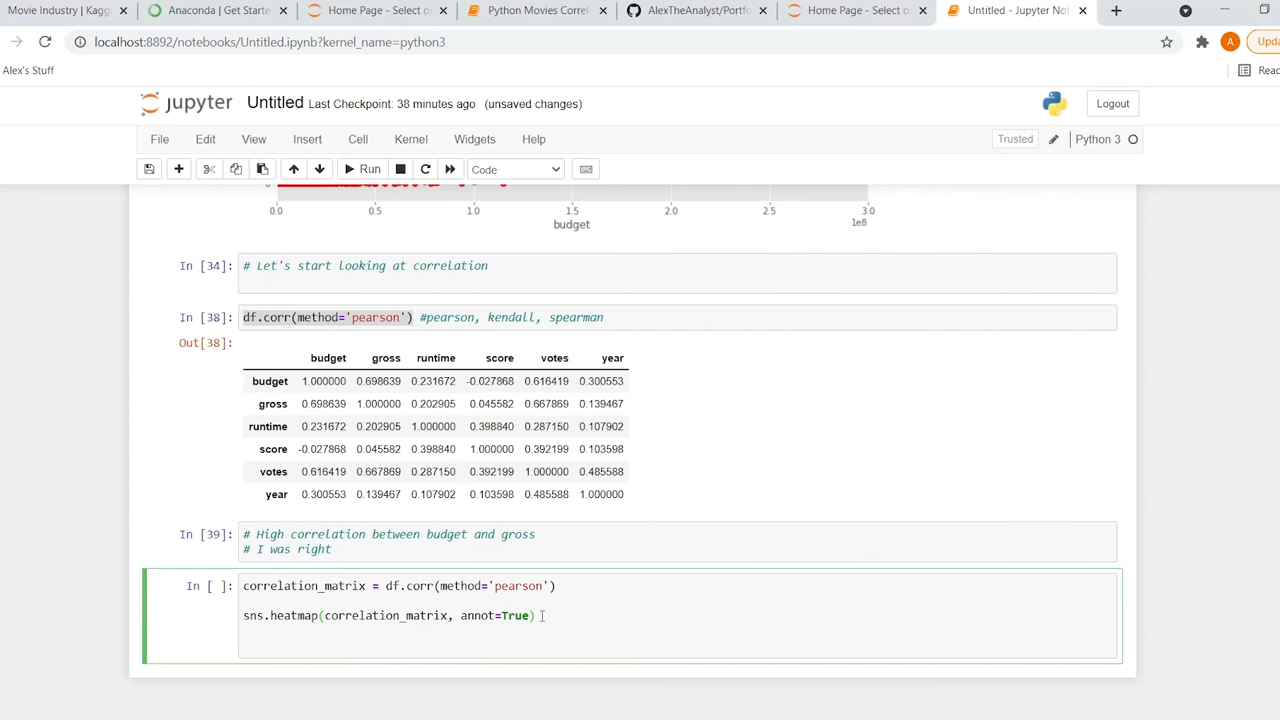 Movie Industry | Kagg
Anaconda | Get Starte
Home Page - Select o
Python Movies Correla
AlexTheAnalyst/Portfo
Home Page - Select o
Untitled - Jupyter Not
localhost:8892/notebooks/Untitled.ipynb?kernel_name=python3
A
Upda
Alex's Stuff
Reac
jupyter Untitled Last Checkpoint: 38 minutes ago (unsaved changes)
Logout
File Edit View Insert Cell Kernel Widgets Help
Trusted
Python 3
Run
Code
0
0.0 0.5 1.0 1.5 2.0 2.5 3.0
budget
1e8
In [34]: # Let's start looking at correlation
In [38]: df.corr(method='pearson') #pearson, kendall, spearman
Out[38]:
budget gross runtime score votes year
budget 1.000000 0.698639 0.231672 -0.027868 0.616419 0.300553
gross 0.698639 1.000000 0.202905 0.045582 0.667869 0.139467
runtime 0.231672 0.202905 1.000000 0.398840 0.287150 0.107902
score -0.027868 0.045582 0.398840 1.000000 0.392199 0.103598
votes 0.616419 0.667869 0.287150 0.392199 1.000000 0.485588
year 0.300553 0.139467 0.107902 0.103598 0.485588 1.000000
In [39]: # High correlation between budget and gross
# I was right
In [ ]: correlation_matrix = df.corr(method='pearson')
sns.heatmap(correlation_matrix, annot=True)